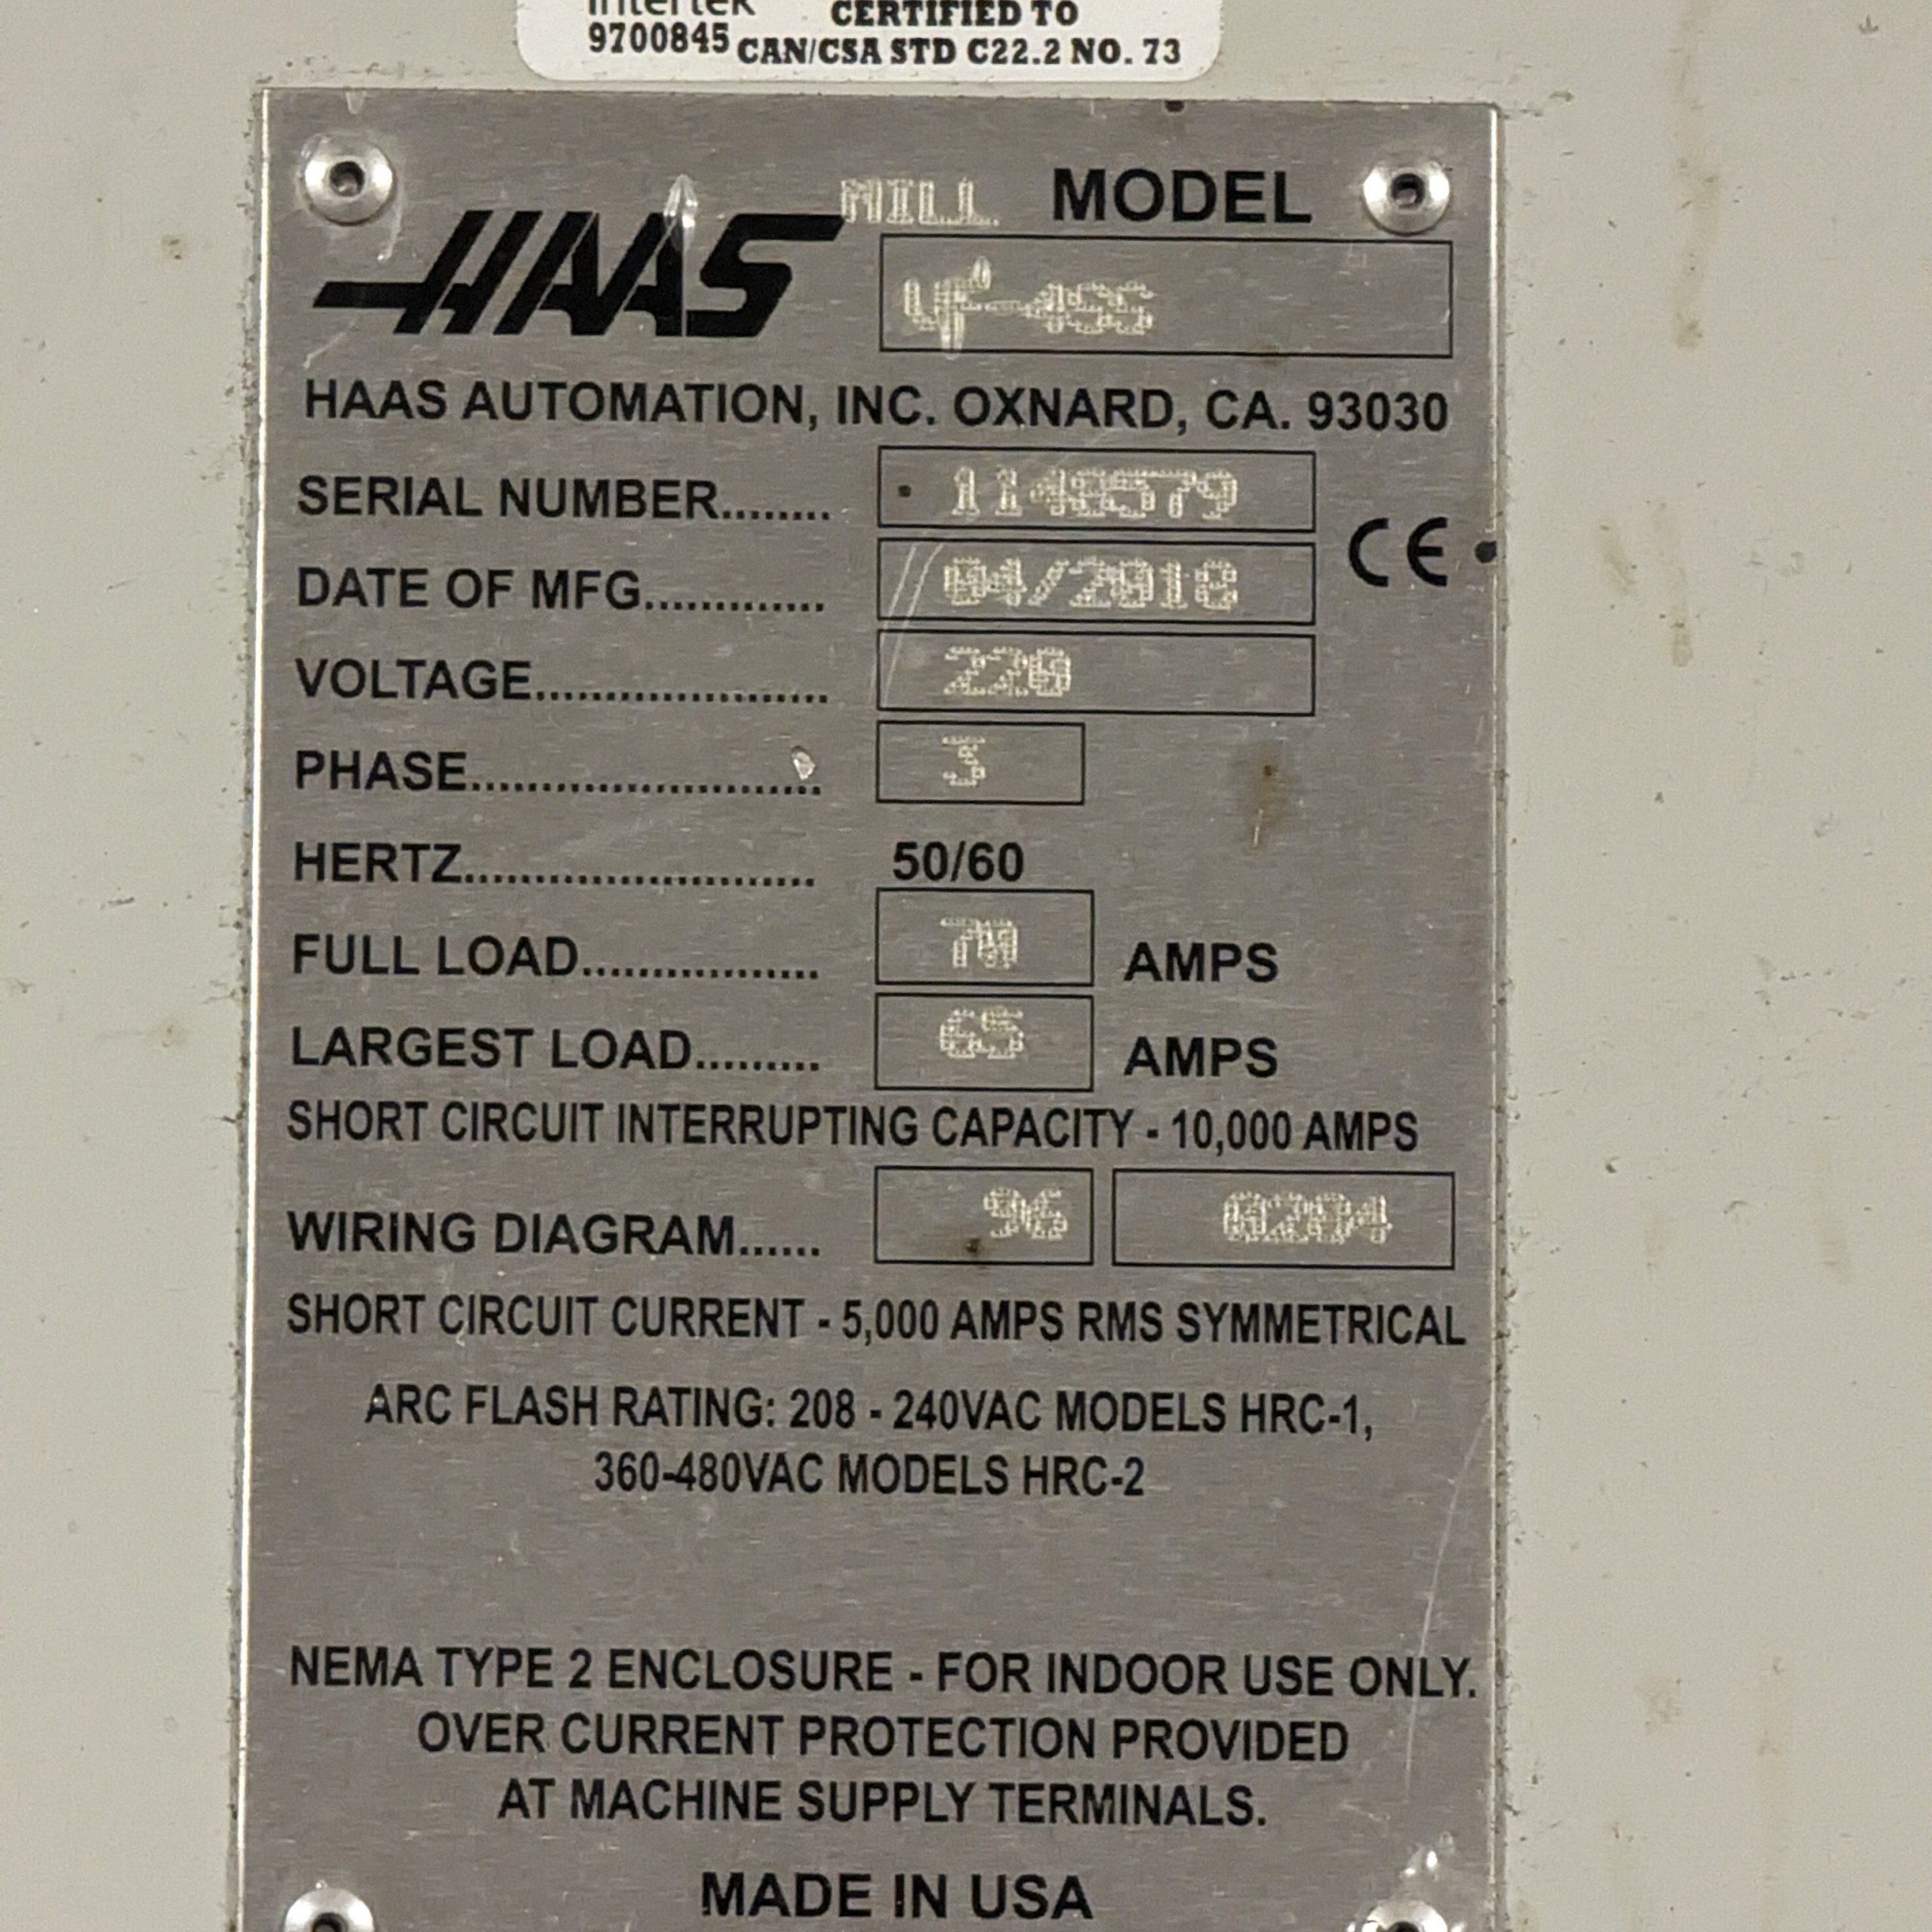 Intertek CERTIFIED TO
9700845 CAN/CSA STD C22.2 NO. 73
MILL MODEL
HAAS VF-4SS
HAAS AUTOMATION, INC. OXNARD, CA. 93030
SERIAL NUMBER........ 1148579
CE
DATE OF MFG............. 04/2018
VOLTAGE..................... 220
PHASE......................... 3
HERTZ......................... 50/60
FULL LOAD................. 70 AMPS
LARGEST LOAD......... 65 AMPS
SHORT CIRCUIT INTERRUPTING CAPACITY - 10,000 AMPS
WIRING DIAGRAM...... 96 0284
SHORT CIRCUIT CURRENT - 5,000 AMPS RMS SYMMETRICAL
ARC FLASH RATING: 208 - 240VAC MODELS HRC-1,
360-480VAC MODELS HRC-2
NEMA TYPE 2 ENCLOSURE - FOR INDOOR USE ONLY.
OVER CURRENT PROTECTION PROVIDED
AT MACHINE SUPPLY TERMINALS.
MADE IN USA